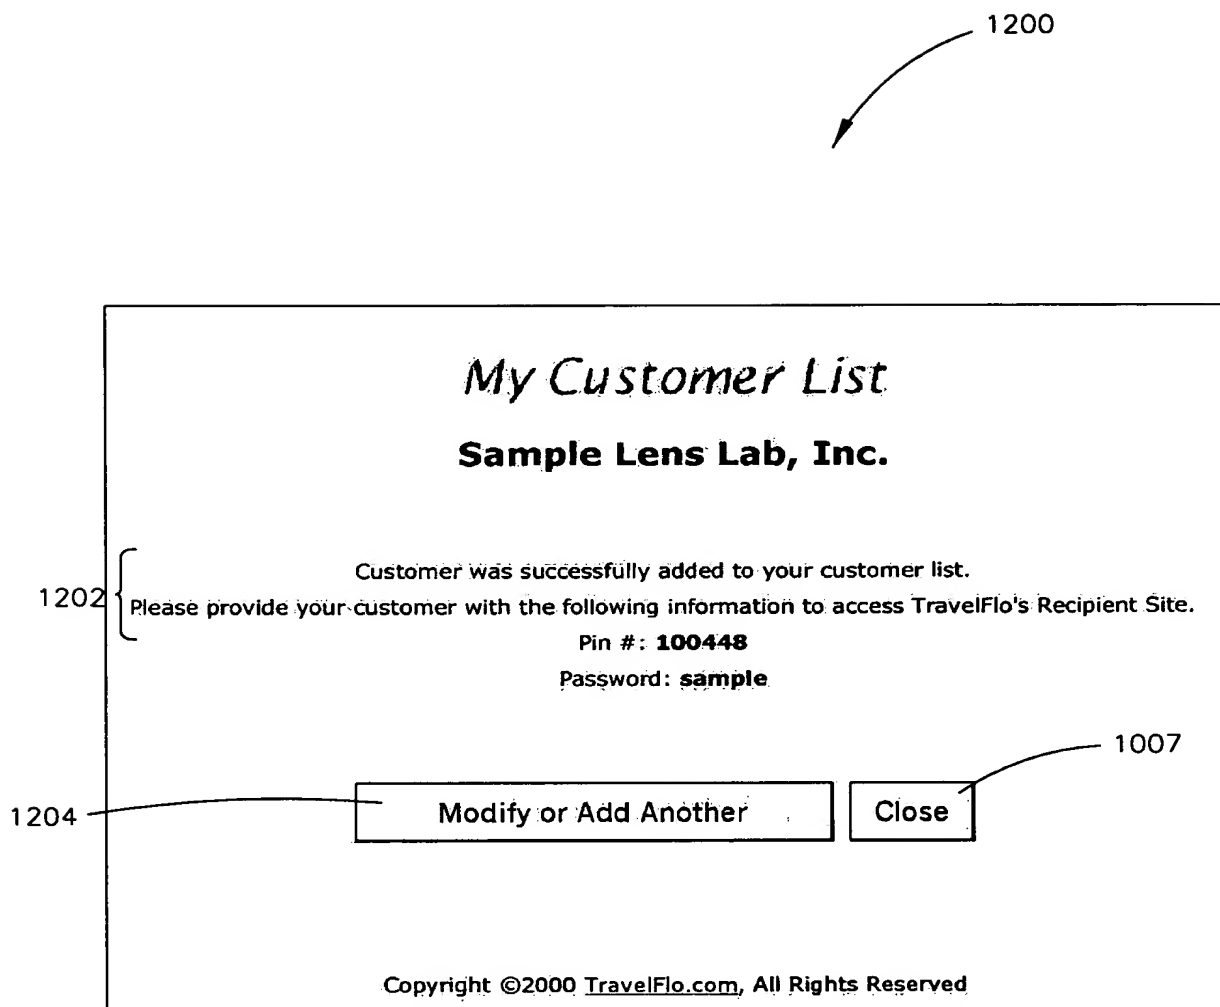 1200
My Customer List
Sample Lens Lab, Inc.
Customer was successfully added to your customer list.
1202
Please provide your customer with the following information to access TravelFlo's Recipient Site.
Pin #: 100448
Password: sample
1007
1204
Modify or Add Another
Close
Copyright ©2000 TravelFlo.com, All Rights Reserved